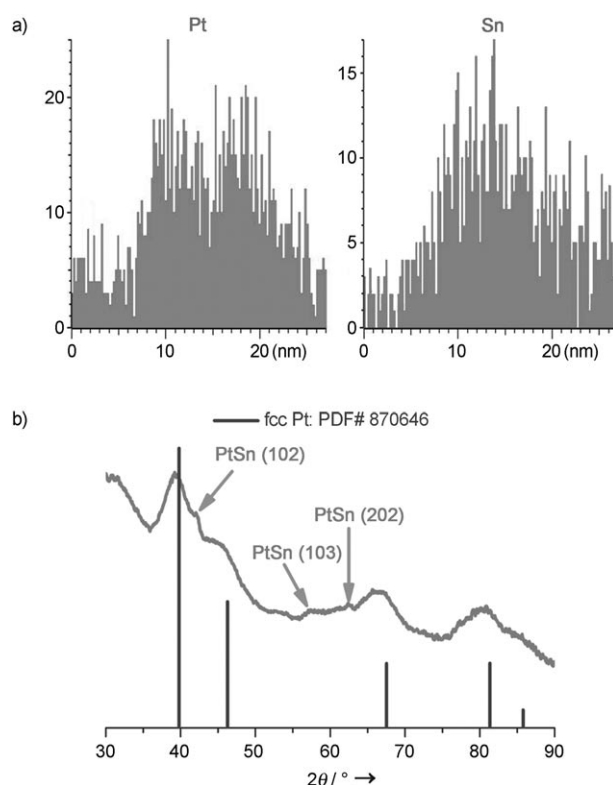 a)
Pt
Sn
20
10
0
0
10
20 (nm)
15
10
5
0
0
10
20 (nm)
b)
fcc Pt: PDF# 870646
PtSn (102)
PtSn (202)
PtSn (103)
30 40 50 60 70 80 90
2θ / ° →